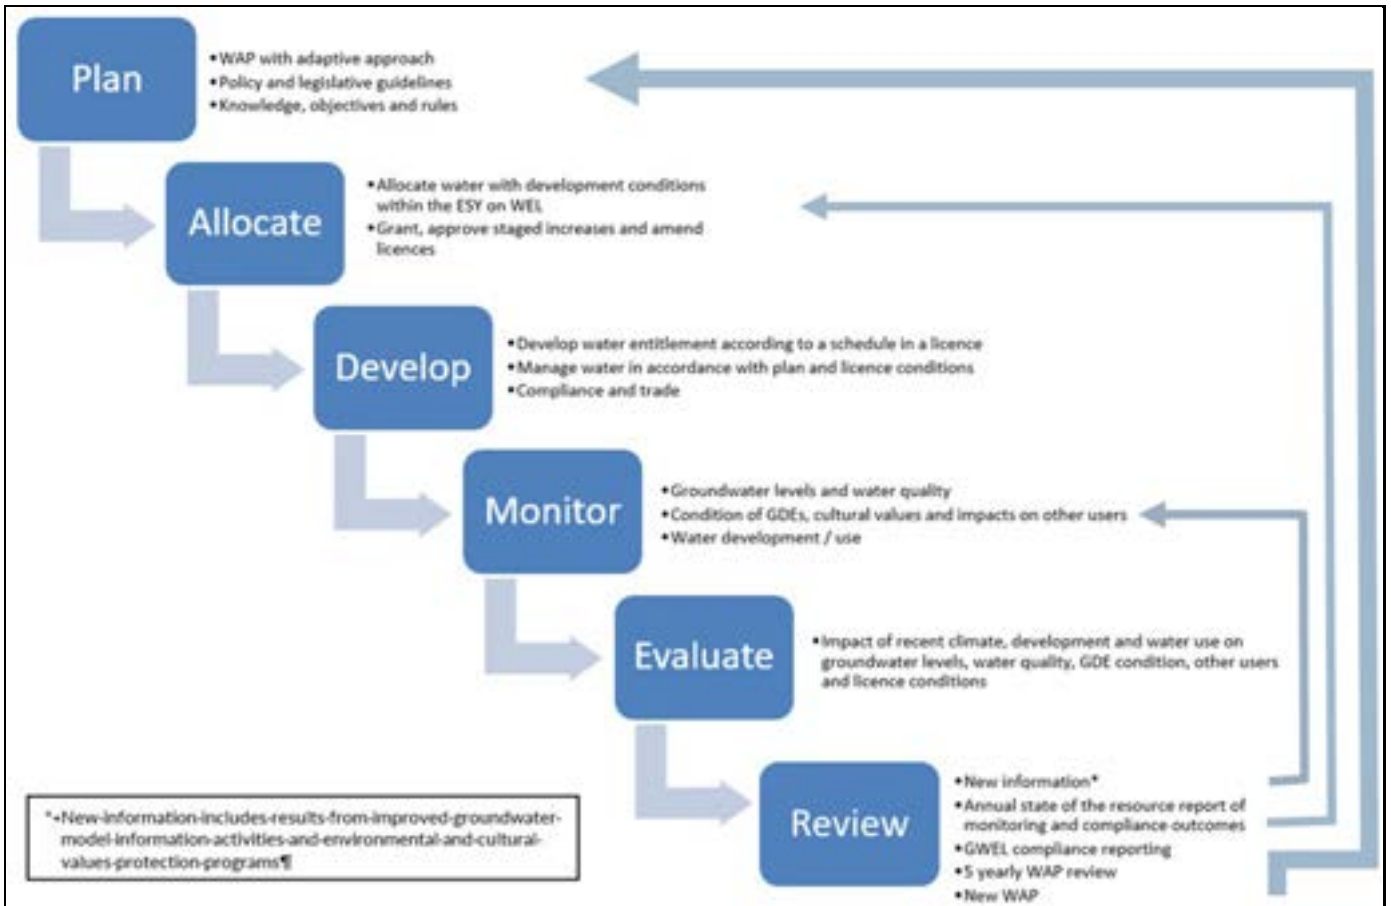 Plan
•WAP with adaptive approach
•Policy and legislative guidelines
•Knowledge, objectives and rules
Allocate
•Allocate water with development conditions
within the ESY on WEL
•Grant, approve staged increases and amend
licences
Develop
•Develop water entitlement according to a schedule in a licence
•Manage water in accordance with plan and licence conditions
•Compliance and trade
Monitor
•Groundwater levels and water quality
•Condition of GDEs, cultural values and impacts on other users
•Water development / use
Evaluate
•Impact of recent climate, development and water use on
groundwater levels, water quality, GDE condition, other users
and licence conditions
Review
•New information*
•Annual state of the resource report of
monitoring and compliance outcomes
•GWEL compliance reporting
•5 yearly WAP review
•New WAP
*→New·information·includes·results·from·improved·groundwater·
model·information·activities·and·environmental·and·cultural·
values·protection·programs¶